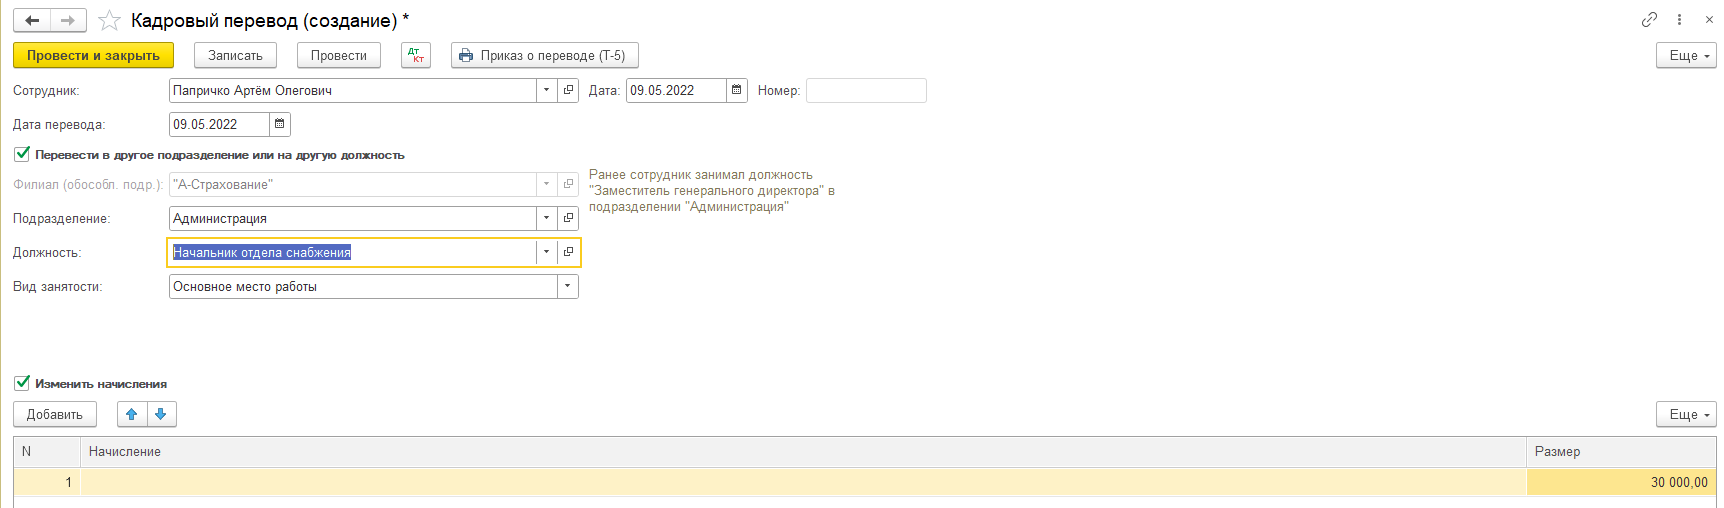 Кадровый перевод (создание) *
Провести и закрыть Записать Провести Дт Кт Приказ о переводе (Т-5) Еще
Сотрудник: Папричко Артём Олегович Дата: 09.05.2022 Номер:
Дата перевода: 09.05.2022
Перевести в другое подразделение или на другую должность
Филиал (обособл. подр.): "А-Страхование"
Ранее сотрудник занимал должность
"Заместитель генерального директора" в
подразделении "Администрация"
Подразделение: Администрация
Должность: Начальник отдела снабжения
Вид занятости: Основное место работы
Изменить начисления
Добавить Еще
N Начисление Размер
1 30 000,00